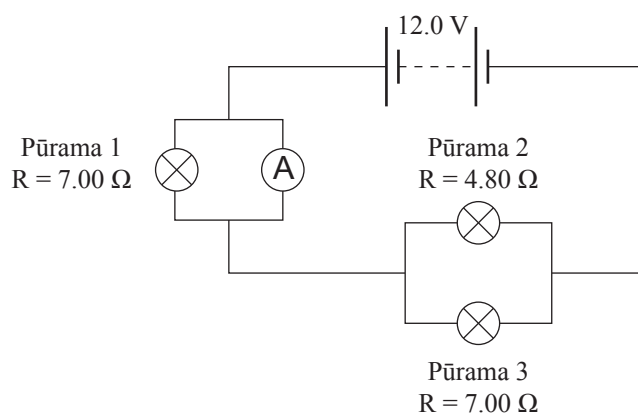 12.0 V
Pūrama 1
R = 7.00 Ω
A
Pūrama 2
R = 4.80 Ω
Pūrama 3
R = 7.00 Ω